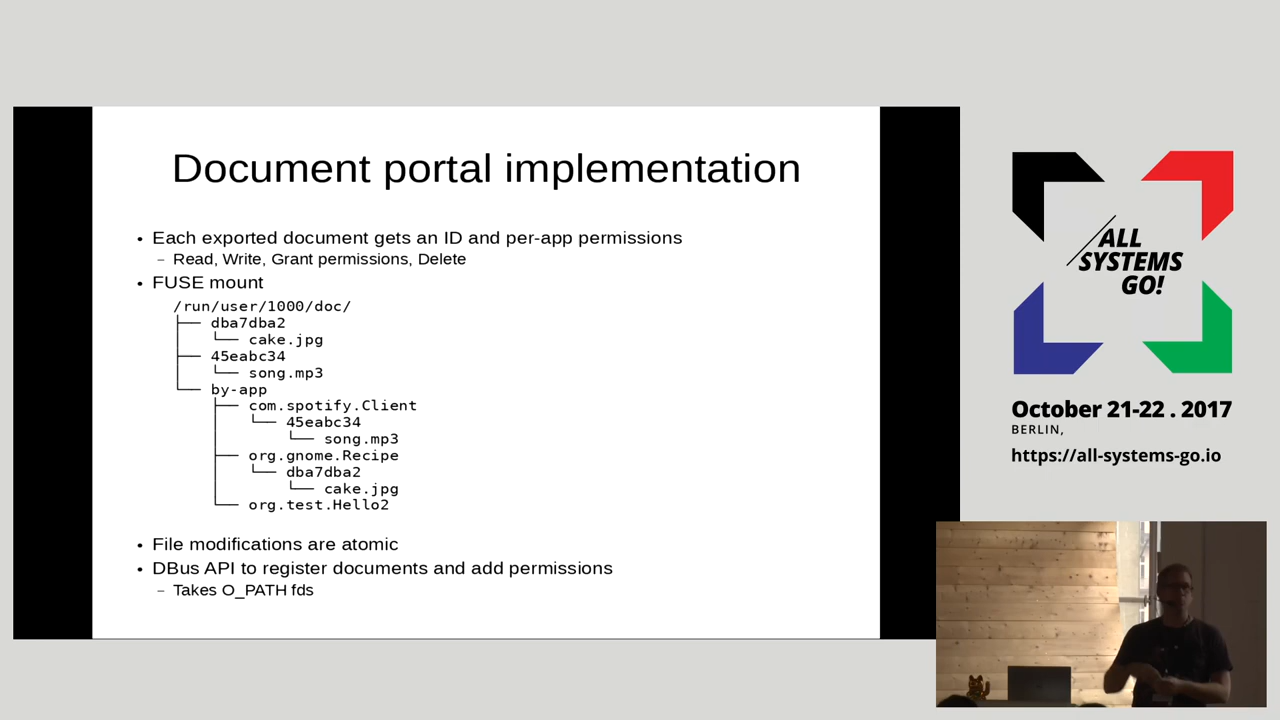 Document portal implementation
• Each exported document gets an ID and per-app permissions
– Read, Write, Grant permissions, Delete
• FUSE mount
/run/user/1000/doc/
├── dba7dba2
│   └── cake.jpg
├── 45eabc34
│   └── song.mp3
└── by-app
    ├── com.spotify.Client
    │   └── 45eabc34
    │       └── song.mp3
    ├── org.gnome.Recipe
    │   └── dba7dba2
    │       └── cake.jpg
    └── org.test.Hello2
• File modifications are atomic
• DBus API to register documents and add permissions
– Takes O_PATH fds
ALL
SYSTEMS
GO!
October 21-22 . 2017
BERLIN,
https://all-systems-go.io